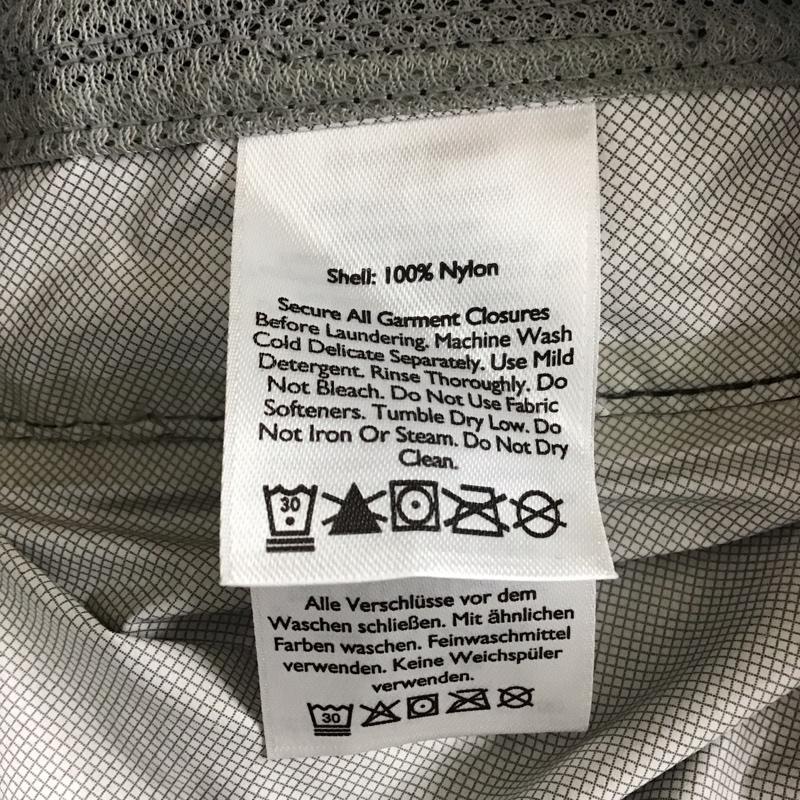 Shell: 100% Nylon
Secure All Garment Closures
Before Laundering. Machine Wash
Cold Delicate Separately. Use Mild
Detergent. Rinse Thoroughly. Do
Not Bleach. Do Not Use Fabric
Softeners. Tumble Dry Low. Do
Not Iron Or Steam. Do Not Dry
Clean.
30
Alle Verschlüsse vor dem
Waschen schließen. Mit ähnlichen
Farben waschen. Feinwaschmittel
verwenden. Keine Weichspüler
verwenden.
30